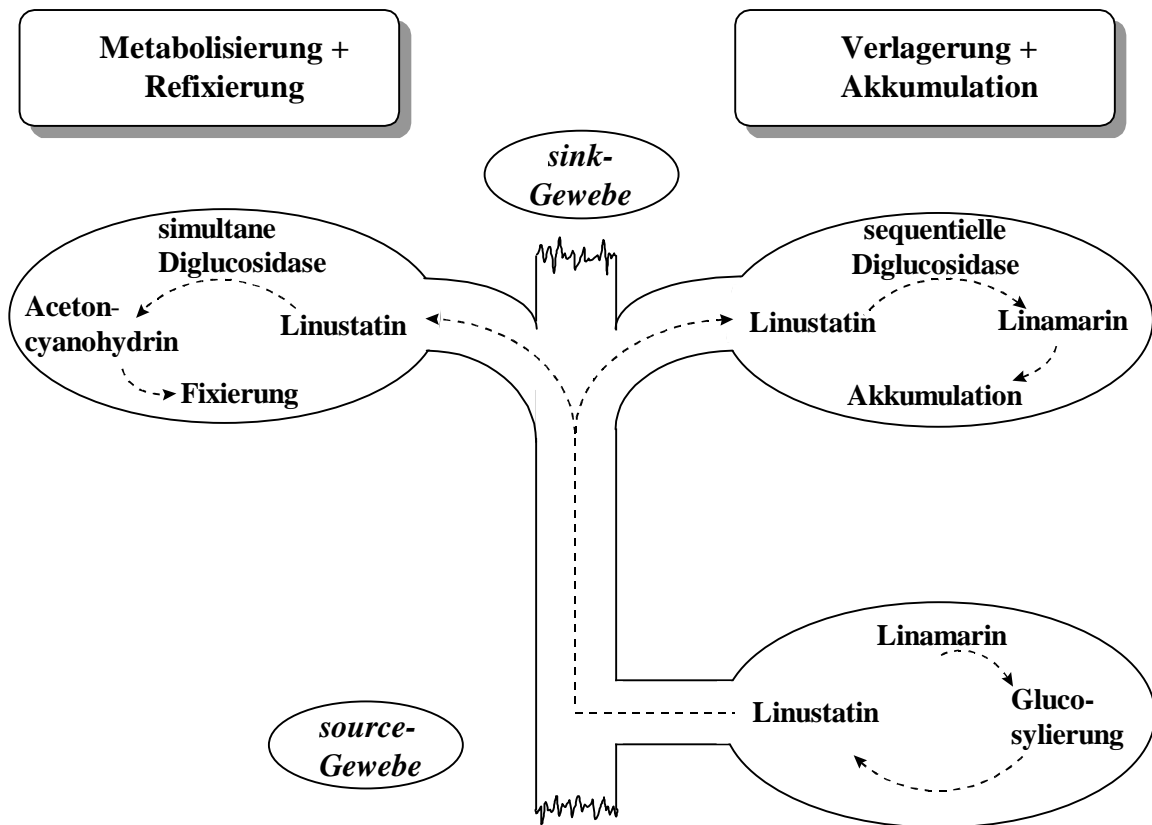 Metabolisierung +
Refixierung
Verlagerung +
Akkumulation
sink-
Gewebe
simultane
Diglucosidase
Aceton-
cyanohydrin
Linustatin
Fixierung
sequentielle
Diglucosidase
Linustatin
Linamarin
Akkumulation
Linamarin
Linustatin
Gluco-
sylierung
source-
Gewebe